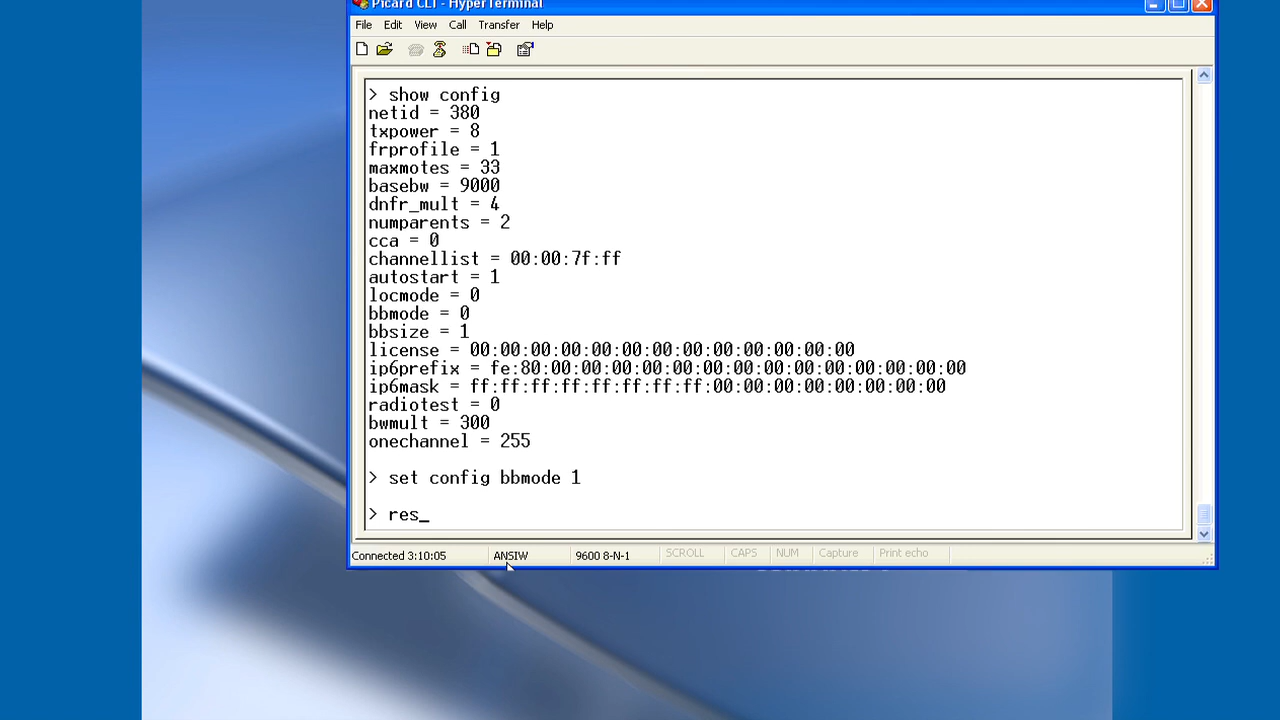 Picard CLI - HyperTerminal
File Edit View Call Transfer Help
> show config
netid = 380
txpower = 8
frprofile = 1
maxmotes = 33
basebw = 9000
dnfr_mult = 4
numparents = 2
cca = 0
channellist = 00:00:7f:ff
autostart = 1
locmode = 0
bbmode = 0
bbsize = 1
license = 00:00:00:00:00:00:00:00:00:00:00:00:00
ip6prefix = fe:80:00:00:00:00:00:00:00:00:00:00:00:00:00:00
ip6mask = ff:ff:ff:ff:ff:ff:ff:ff:00:00:00:00:00:00:00:00
radiotest = 0
bwmult = 300
onechannel = 255
> set config bbmode 1
> res_
Connected 3:10:05 ANSIW 9600 8-N-1 SCROLL CAPS NUM Capture Print echo